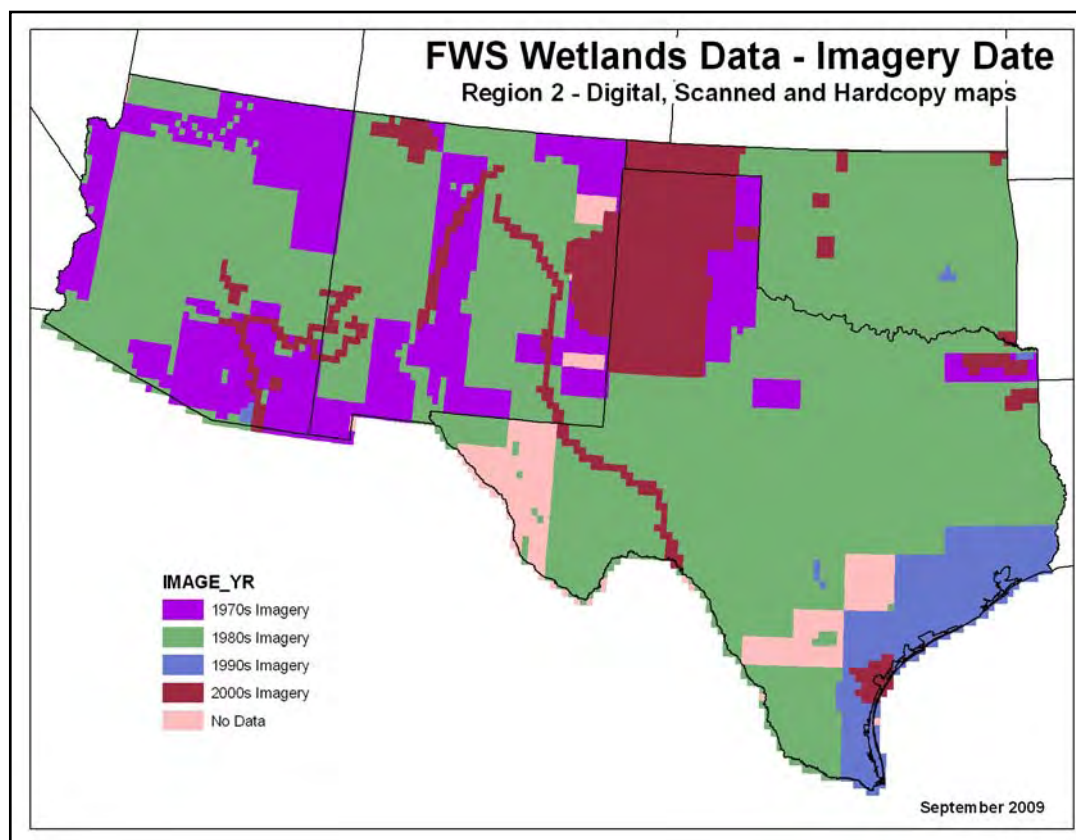 FWS Wetlands Data - Imagery Date
Region 2 - Digital, Scanned and Hardcopy maps
IMAGE_YR
1970s Imagery
1980s Imagery
1990s Imagery
2000s Imagery
No Data
September 2009